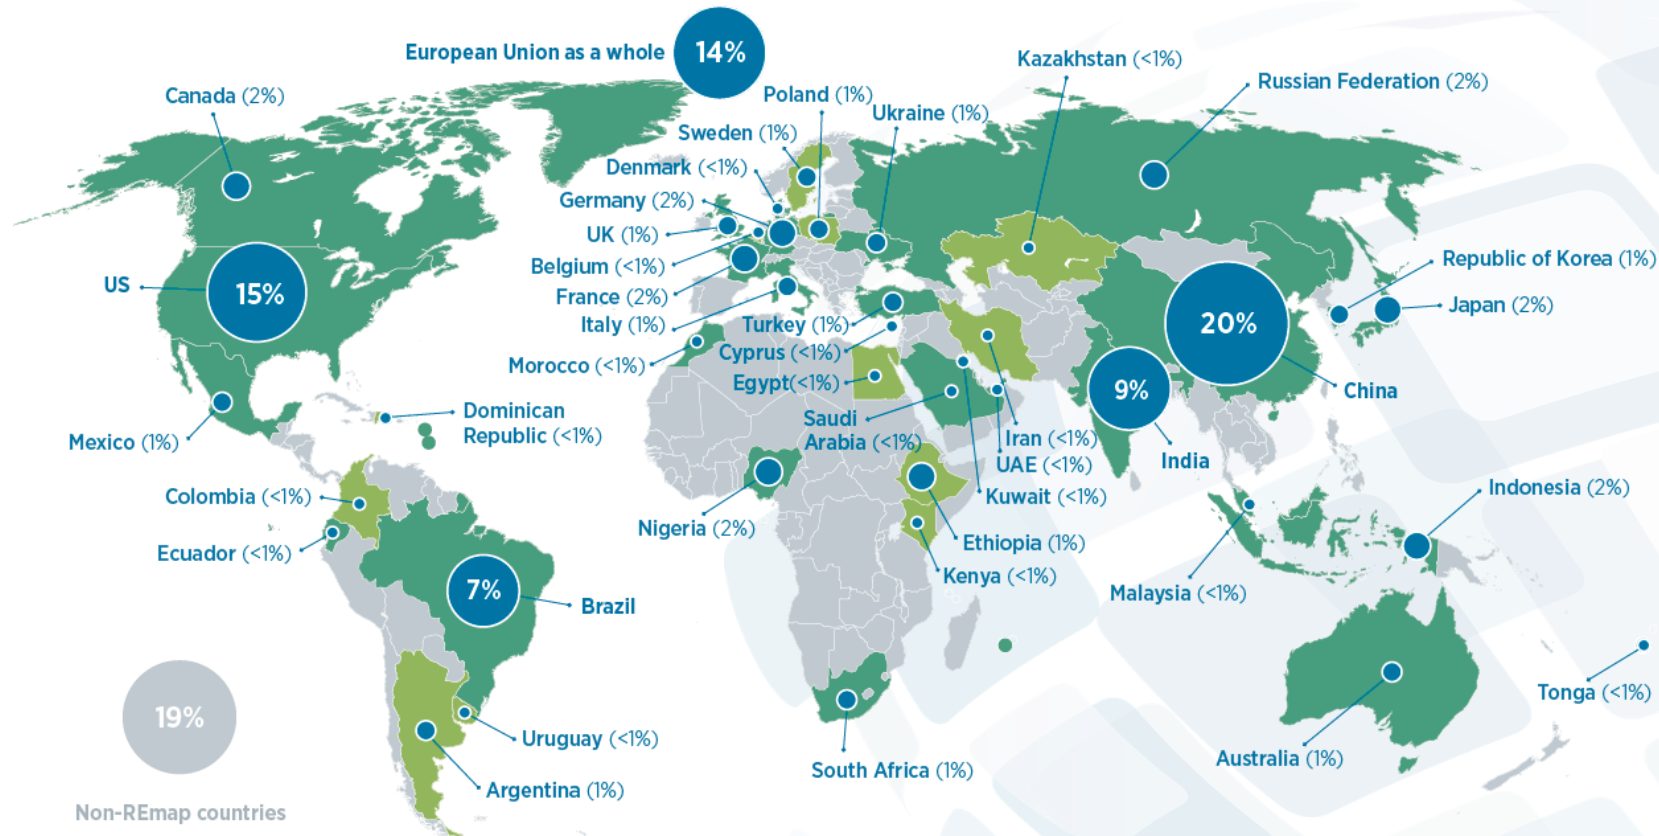 European Union as a whole
14%
Kazakhstan (<1%)
Russian Federation (2%)
Canada (2%)
Poland (1%)
Ukraine (1%)
Sweden (1%)
Denmark (<1%)
Germany (2%)
UK (1%)
Belgium (<1%)
France (2%)
Italy (1%)
Turkey (1%)
Cyprus (<1%)
Morocco (<1%)
Egypt(<1%)
Saudi
Arabia (<1%)
Iran (<1%)
UAE (<1%)
Kuwait (<1%)
US
15%
20%
China
9%
India
Republic of Korea (1%)
Japan (2%)
Mexico (1%)
Dominican
Republic (<1%)
Colombia (<1%)
Ecuador (<1%)
Nigeria (2%)
Ethiopia (1%)
Kenya (<1%)
Indonesia (2%)
Malaysia (<1%)
7%
Brazil
Tonga (<1%)
19%
Non-REmap countries
Uruguay (<1%)
Argentina (1%)
South Africa (1%)
Australia (1%)